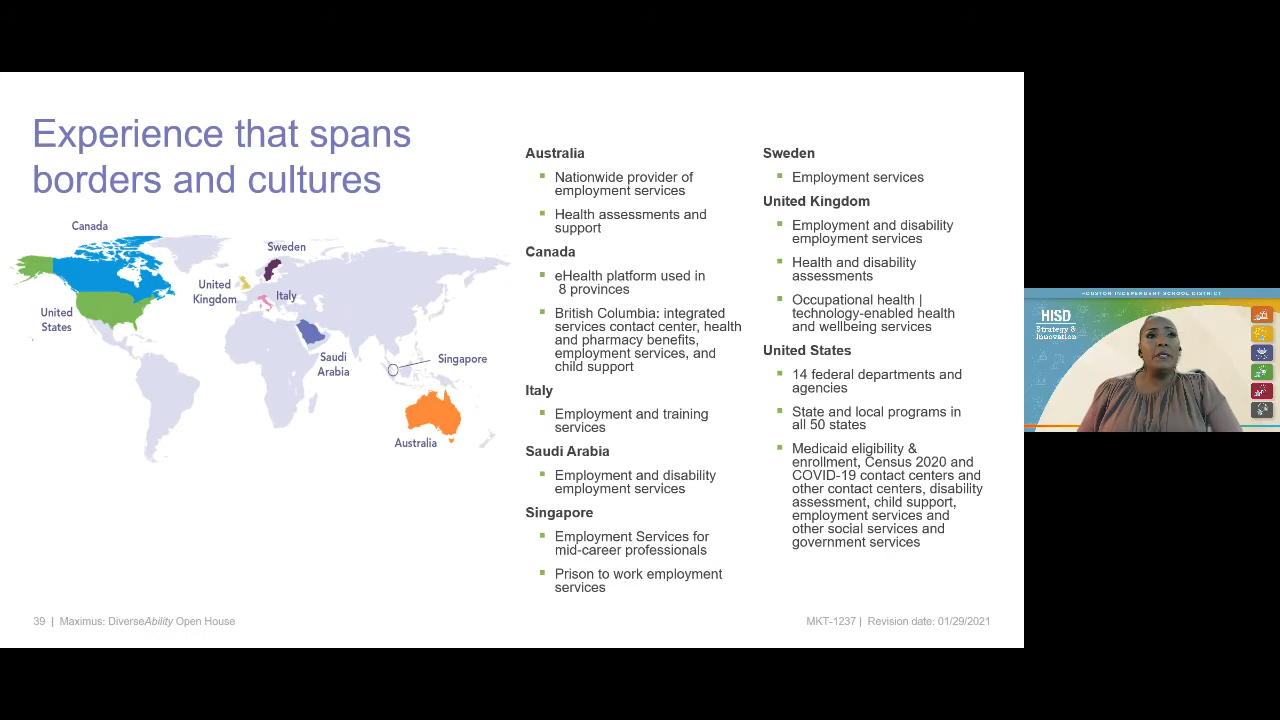 Experience that spans
borders and cultures
Canada
Sweden
United
Kingdom
Italy
United
States
Saudi
Arabia
Singapore
Australia
Australia
▪ Nationwide provider of
employment services
▪ Health assessments and
support
Canada
▪ eHealth platform used in
8 provinces
▪ British Columbia: integrated
services contact center, health
and pharmacy benefits,
employment services, and
child support
Italy
▪ Employment and training
services
Saudi Arabia
▪ Employment and disability
employment services
Singapore
▪ Employment Services for
mid-career professionals
▪ Prison to work employment
services
Sweden
▪ Employment services
United Kingdom
▪ Employment and disability
employment services
▪ Health and disability
assessments
▪ Occupational health |
technology-enabled health
and wellbeing services
United States
▪ 14 federal departments and
agencies
▪ State and local programs in
all 50 states
▪ Medicaid eligibility &
enrollment, Census 2020 and
COVID-19 contact centers and
other contact centers, disability
assessment, child support,
employment services and
other social services and
government services
39 | Maximus: DiverseAbility Open House
MKT-1237 | Revision date: 01/29/2021
HOUSTON INDEPENDENT SCHOOL DISTRICT
HISD
Strategy &
Innovation